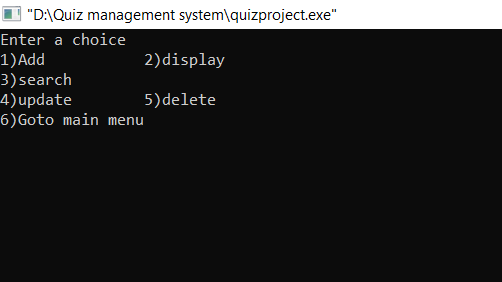 "D:\Quiz management system\quizproject.exe"
Enter a choice
1)Add 2)display
3)search
4)update 5)delete
6)Goto main menu